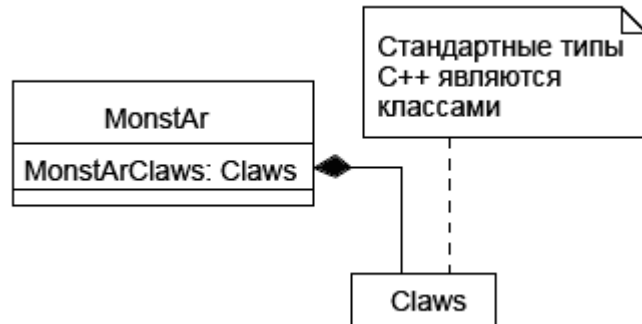 Стандартные типы
C++ являются
классами
MonstAr
MonstArClaws: Claws
Claws